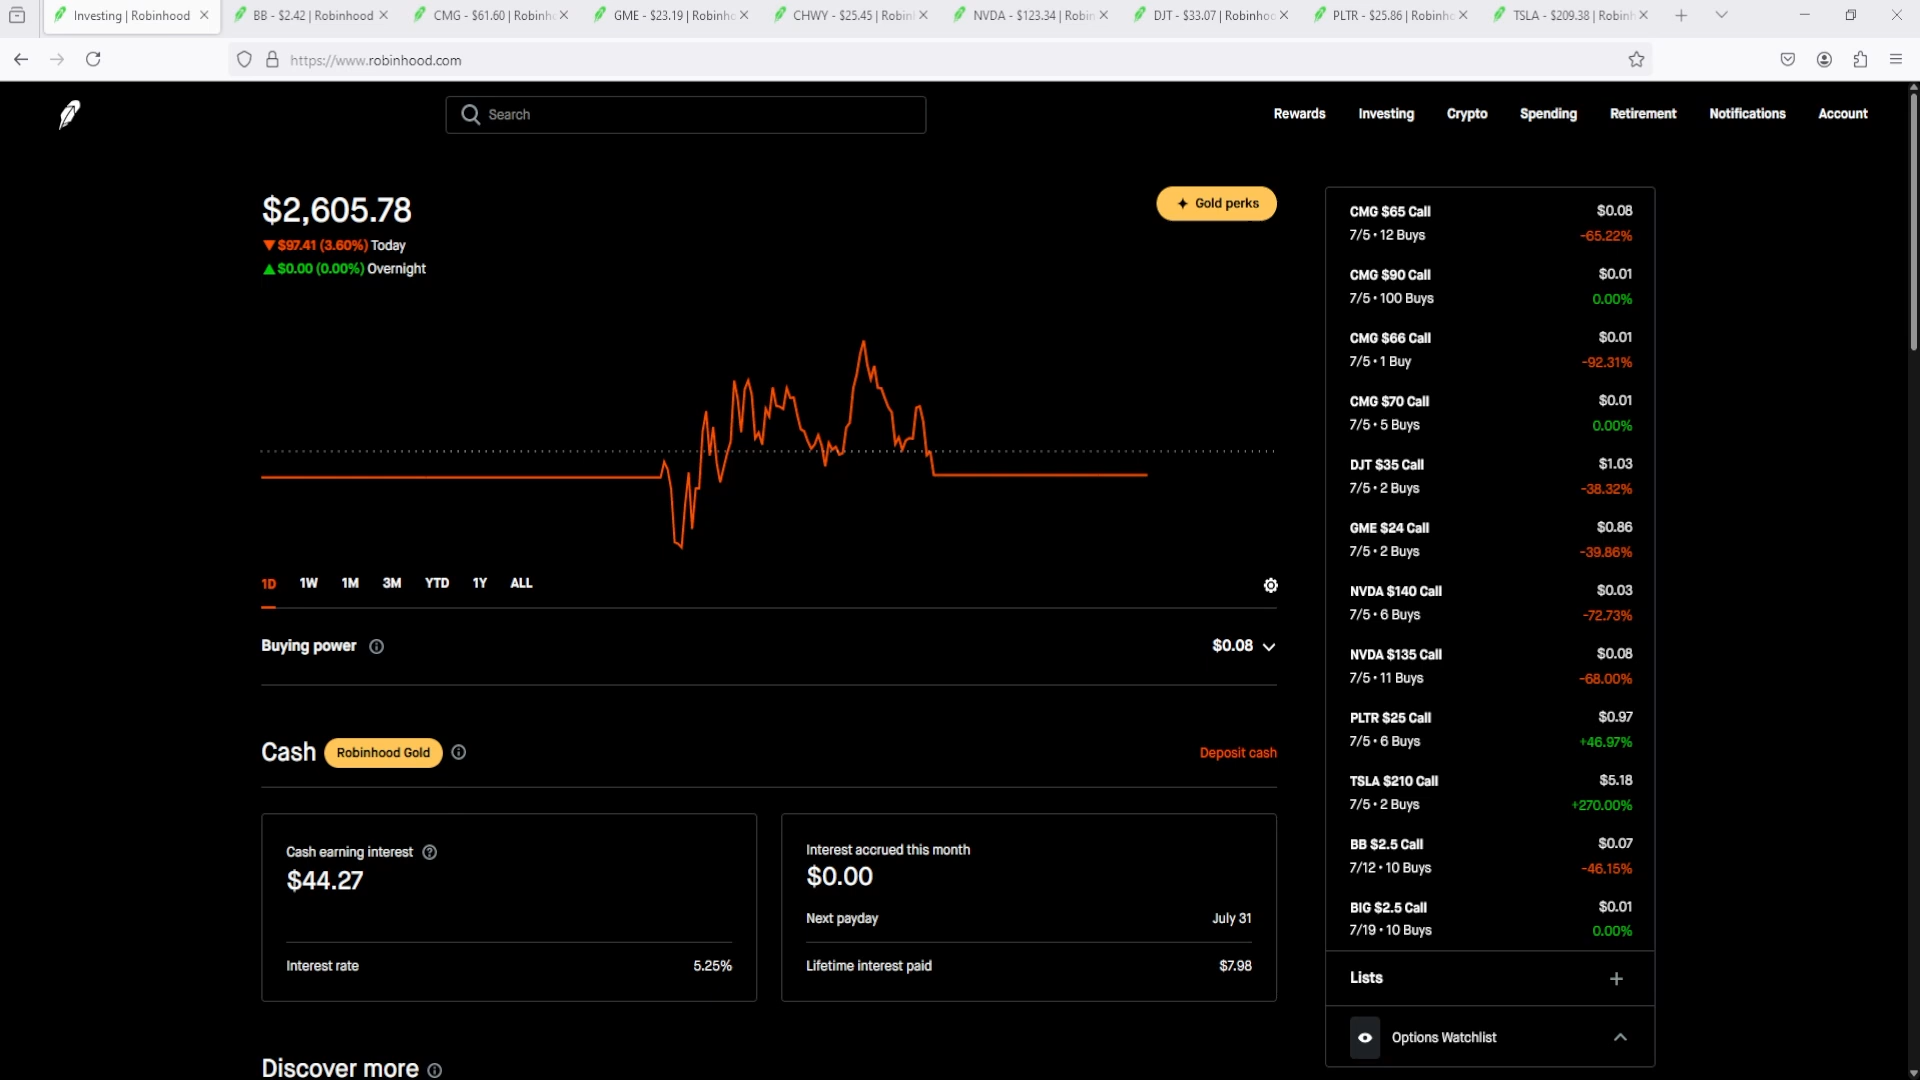 Investing | Robinhood
BB - $2.42 | Robinhood
CMG - $61.60 | Robinh
GME - $23.19 | Robinh
CHWY - $25.45 | Robin
NVDA - $123.34 | Robin
DJT - $33.07 | Robinhoo
PLTR - $25.86 | Robinh
TSLA - $209.38 | Robin
https://www.robinhood.com
Search
Rewards
Investing
Crypto
Spending
Retirement
Notifications
Account
$2,605.78
▼$97.41 (3.60%) Today
▲$0.00 (0.00%) Overnight
Gold perks
1D
1W
1M
3M
YTD
1Y
ALL
Buying power
$0.08
Cash
Robinhood Gold
Deposit cash
Cash earning interest
$44.27
Interest rate
5.25%
Interest accrued this month
$0.00
Next payday
July 31
Lifetime interest paid
$7.98
Discover more
CMG $65 Call
$0.08
7/5 • 12 Buys
-65.22%
CMG $90 Call
$0.01
7/5 • 100 Buys
0.00%
CMG $66 Call
$0.01
7/5 • 1 Buy
-92.31%
CMG $70 Call
$0.01
7/5 • 5 Buys
0.00%
DJT $35 Call
$1.03
7/5 • 2 Buys
-38.32%
GME $24 Call
$0.86
7/5 • 2 Buys
-39.86%
NVDA $140 Call
$0.03
7/5 • 6 Buys
-72.73%
NVDA $135 Call
$0.08
7/5 • 11 Buys
-68.00%
PLTR $25 Call
$0.97
7/5 • 6 Buys
+46.97%
TSLA $210 Call
$5.18
7/5 • 2 Buys
+270.00%
BB $2.5 Call
$0.07
7/12 • 10 Buys
-46.15%
BIG $2.5 Call
$0.01
7/19 • 10 Buys
0.00%
Lists
Options Watchlist